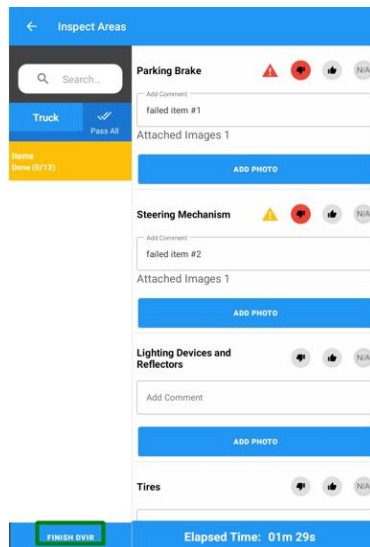 Inspect Areas
Search...
Truck
Pass All
Items
Done (0/13)
Parking Brake
N/A
Add Comment
failed item #1
Attached Images 1
ADD PHOTO
Steering Mechanism
N/A
Add Comment
failed item #2
Attached Images 1
ADD PHOTO
Lighting Devices and
Reflectors
N/A
Add Comment
ADD PHOTO
Tires
N/A
FINISH DVIR
Elapsed Time: 01m 29s